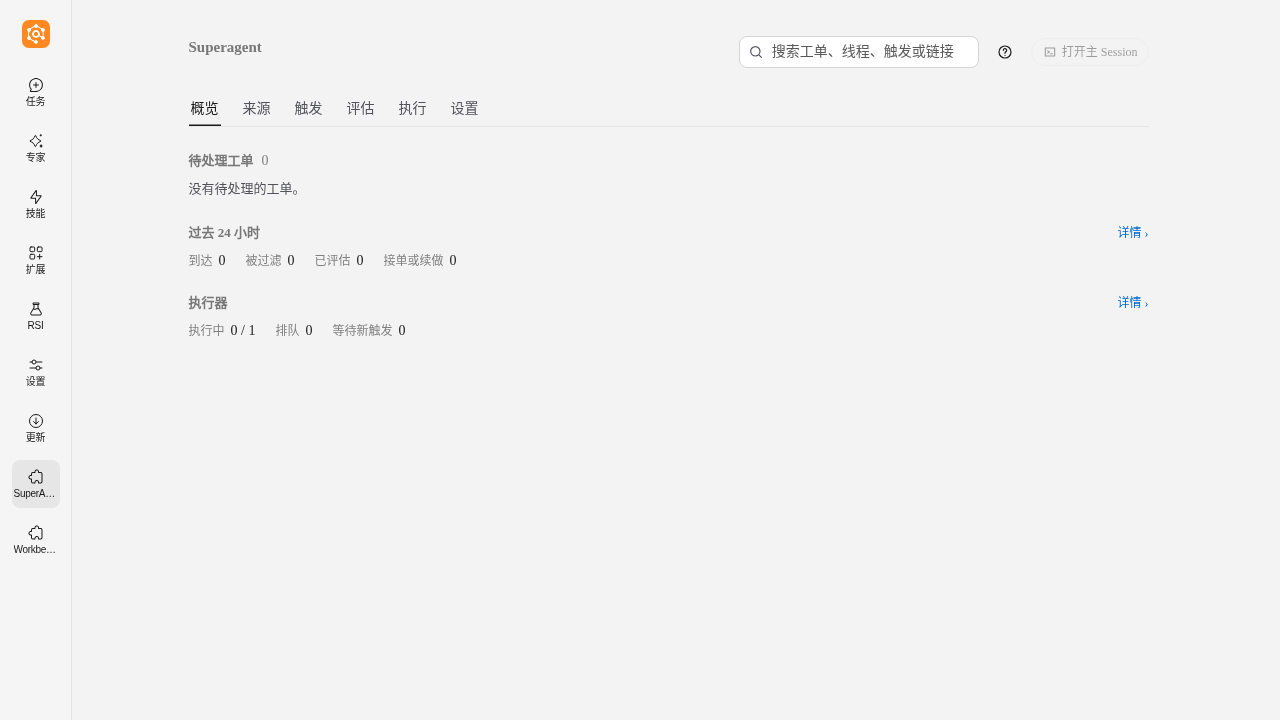 任务
专家
技能
扩展
RSI
设置
更新
SuperA…
Workbe…
Superagent
搜索工单、线程、触发或链接
打开主 Session
概览 来源 触发 评估 执行 设置
待处理工单 0
没有待处理的工单。
过去 24 小时 详情 ›
到达 0 被过滤 0 已评估 0 接单或续做 0
执行器 详情 ›
执行中 0 / 1 排队 0 等待新触发 0